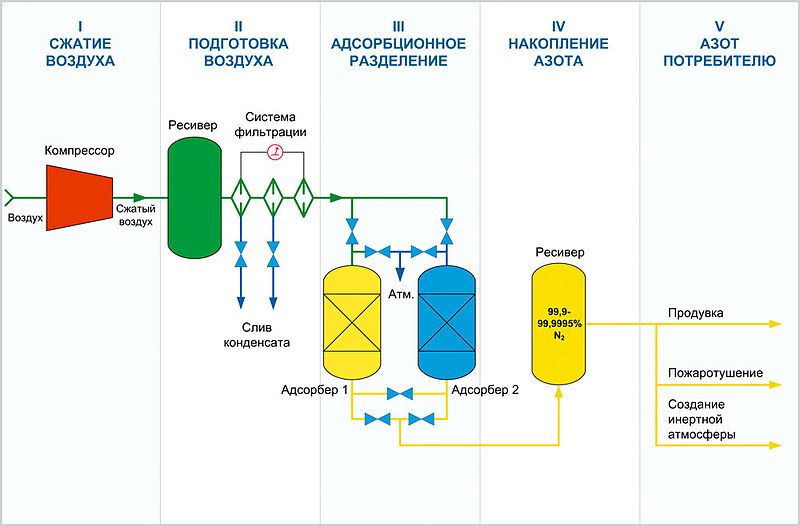 I
СЖАТИЕ
ВОЗДУХА
II
ПОДГОТОВКА
ВОЗДУХА
III
АДСОРБЦИОННОЕ
РАЗДЕЛЕНИЕ
IV
НАКОПЛЕНИЕ
АЗОТА
V
АЗОТ
ПОТРЕБИТЕЛЮ
Компрессор
Воздух
Сжатый
воздух
Ресивер
Система
фильтрации
Слив
конденсата
Атм.
Адсорбер 1
Адсорбер 2
Ресивер
99,9-
99,9995%
N₂
Продувка
Пожаротушение
Создание
инертной
атмосферы